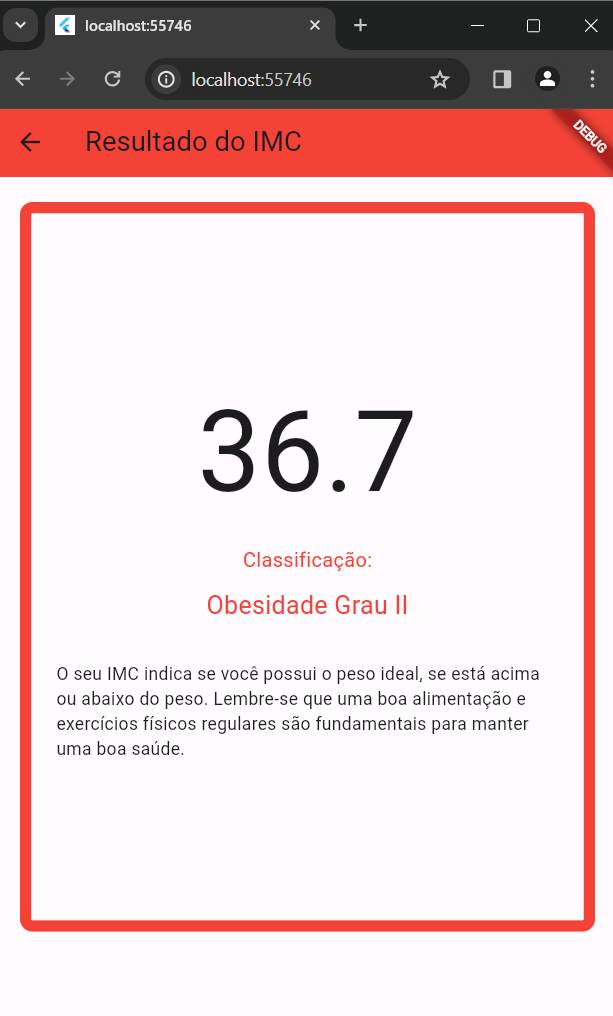 localhost:55746
localhost:55746
Resultado do IMC
DEBUG
36.7
Classificação:
Obesidade Grau II
O seu IMC indica se você possui o peso ideal, se está acima
ou abaixo do peso. Lembre-se que uma boa alimentação e
exercícios físicos regulares são fundamentais para manter
uma boa saúde.